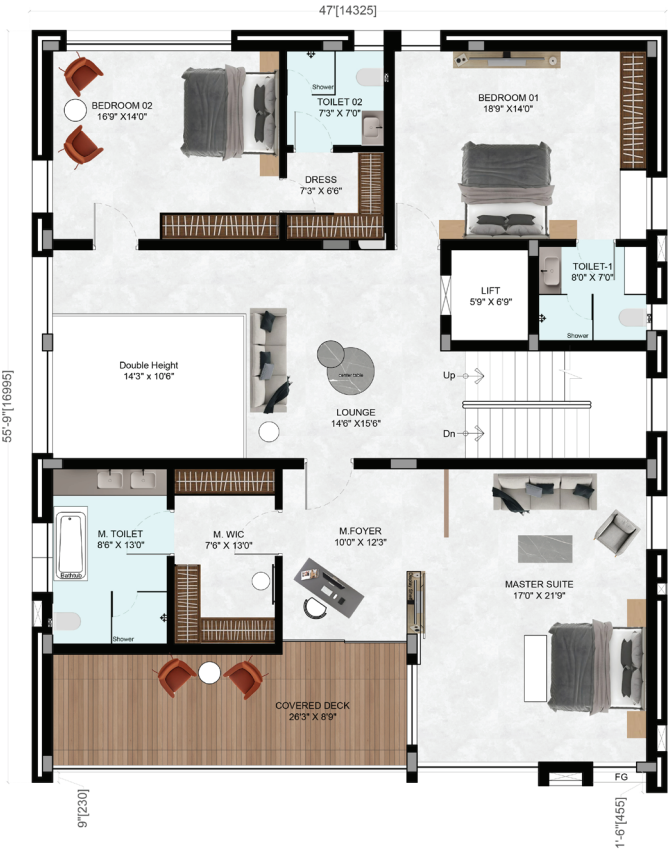 47'[14325]
BEDROOM 02
16'9" X14'0"
Shower
TOILET 02
7'3" X 7'0"
BEDROOM 01
18'9" X14'0"
DRESS
7'3" X 6'6"
LIFT
5'9" X 6'9"
TOILET-1
8'0" X 7'0"
Shower
Double Height
14'3" x 10'6"
center table
LOUNGE
14'6" X15'6"
Up
Dn
55'-9"[16995]
M. TOILET
8'6" X 13'0"
Bathtub
Shower
M. WIC
7'6" X 13'0"
M.FOYER
10'0" X 12'3"
MASTER SUITE
17'0" X 21'9"
COVERED DECK
26'3" X 8'9"
FG
9"[230]
1'-6"[455]